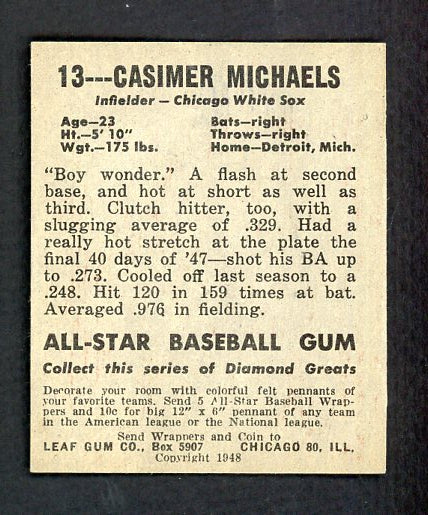 13---CASIMER MICHAELS
Infielder — Chicago White Sox
Age—23 Bats—right
Ht.—5' 10" Throws—right
Wgt.—175 lbs. Home—Detroit, Mich.
"Boy wonder." A flash at second
base, and hot at short as well as
third. Clutch hitter, too, with a
slugging average of .329. Had a
really hot stretch at the plate the
final 40 days of '47—shot his BA up
to .273. Cooled off last season to a
.248. Hit 120 in 159 times at bat.
Averaged .976 in fielding.
ALL-STAR BASEBALL GUM
Collect this series of Diamond Greats
Decorate your room with colorful felt pennants of
your favorite teams. Send 5 All-Star Baseball Wrap-
pers and 10c for big 12" x 6" pennant of any team
in the American league or the National league.
Send Wrappers and Coin to
LEAF GUM CO., Box 5907 CHICAGO 80, ILL.
Copyright 1948